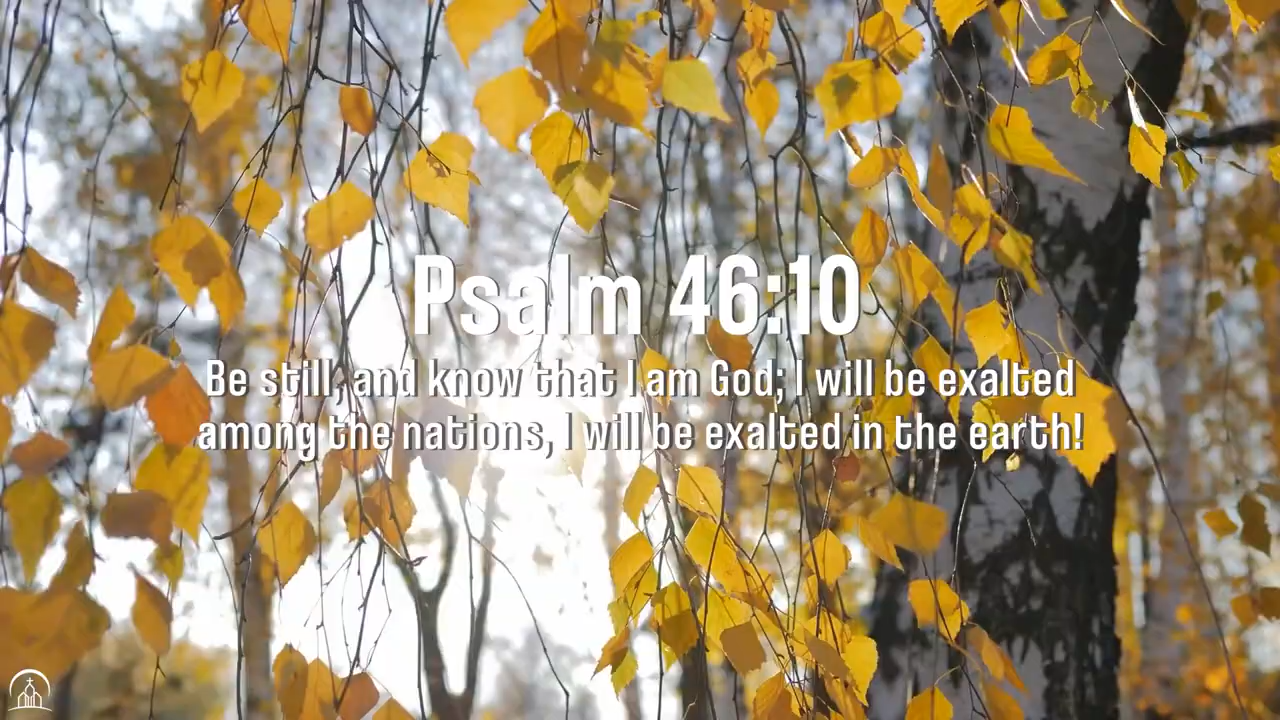 Psalm 46:10
Be still, and know that I am God; I will be exalted
among the nations, I will be exalted in the earth!